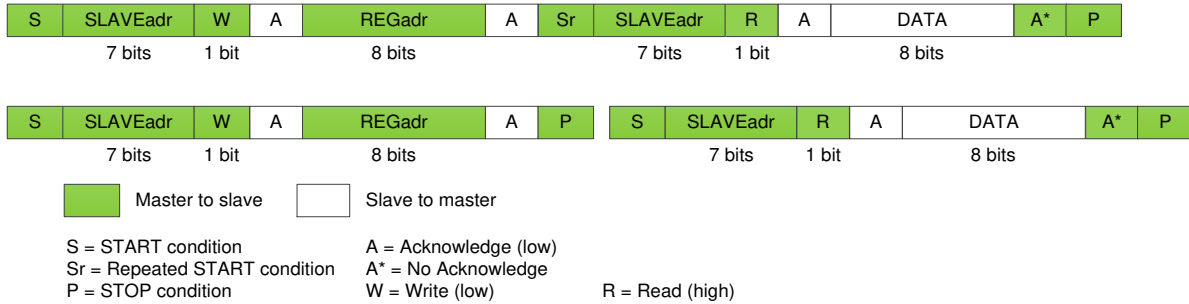 S SLAVEadr W A REGadr A Sr SLAVEadr R A DATA A* P
7 bits 1 bit 8 bits 7 bits 1 bit 8 bits
S SLAVEadr W A REGadr A P S SLAVEadr R A DATA A* P
7 bits 1 bit 8 bits 7 bits 1 bit 8 bits
Master to slave Slave to master
S = START condition A = Acknowledge (low)
Sr = Repeated START condition A* = No Acknowledge
P = STOP condition W = Write (low) R = Read (high)